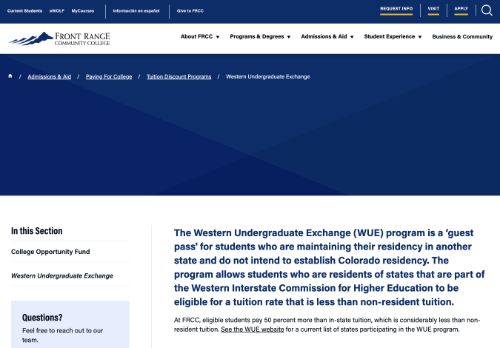 Current Students eWOLF MyCourses Información en español Give to FRCC REQUEST INFO VISIT APPLY
FRONT RANGE
COMMUNITY COLLEGE
About FRCC ▼ Programs & Degrees ▼ Admissions & Aid ▼ Student Experience ▼ Business & Community
/ Admissions & Aid / Paying For College / Tuition Discount Programs / Western Undergraduate Exchange
In this Section
College Opportunity Fund
Western Undergraduate Exchange
Questions?
Feel free to reach out to our
team.
The Western Undergraduate Exchange (WUE) program is a ‘guest
pass’ for students who are maintaining their residency in another
state and do not intend to establish Colorado residency. The
program allows students who are residents of states that are part of
the Western Interstate Commission for Higher Education to be
eligible for a tuition rate that is less than non-resident tuition.
At FRCC, eligible students pay 50 percent more than in-state tuition, which is considerably less than non-
resident tuition. See the WUE website for a current list of states participating in the WUE program.